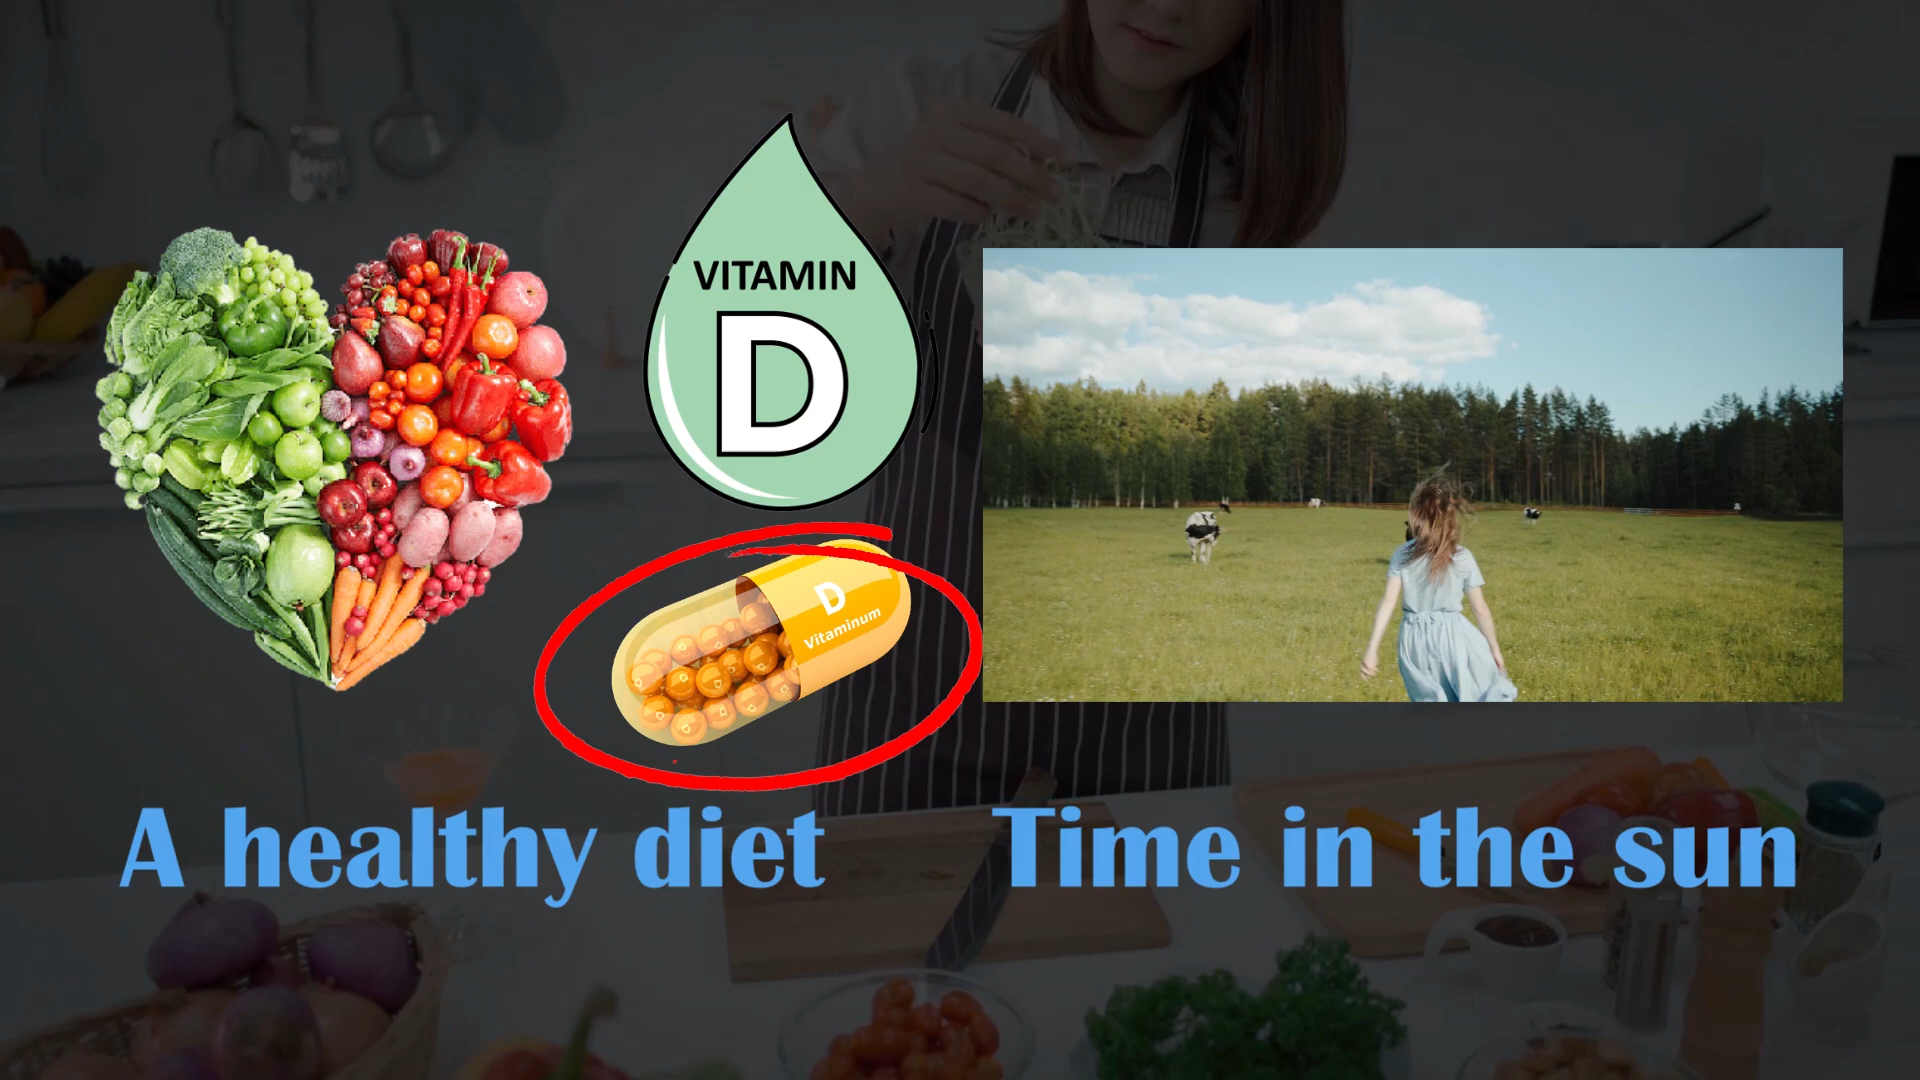 VITAMIN
D
D
Vitaminum
A healthy diet
Time in the sun